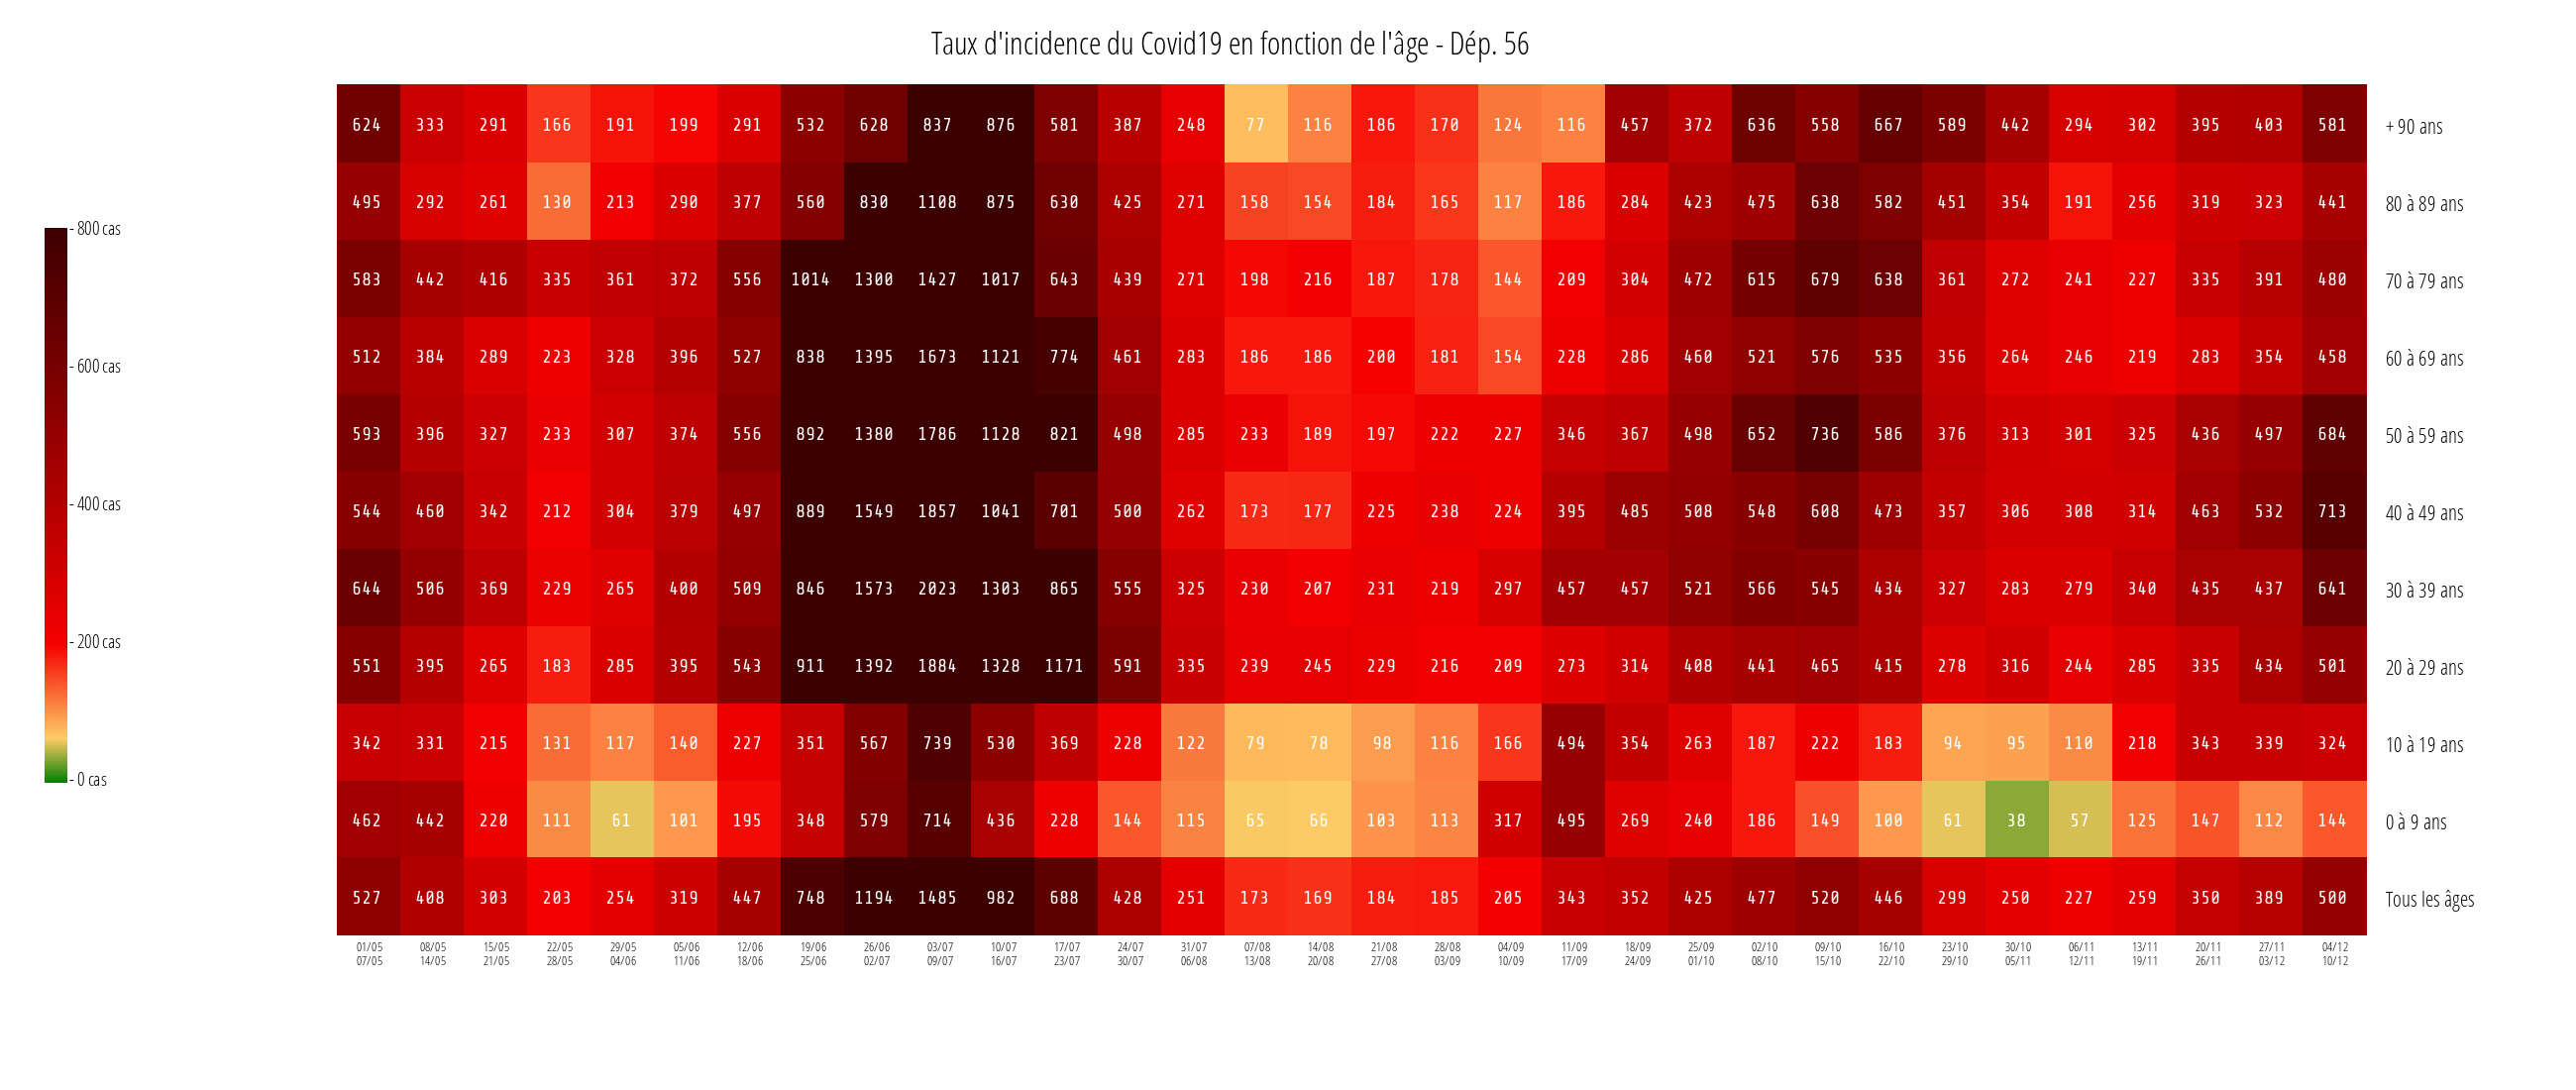 Taux d'incidence du Covid19 en fonction de l'âge - Dép. 56
- 800 cas
- 600 cas
- 400 cas
- 200 cas
- 0 cas
624 333 291 166 191 199 291 532 628 837 876 581 387 248 77 116 186 170 124 116 457 372 636 558 667 589 442 294 302 395 403 581 + 90 ans
495 292 261 130 213 290 377 560 830 1108 875 630 425 271 158 154 184 165 117 186 284 423 475 638 582 451 354 191 256 319 323 441 80 à 89 ans
583 442 416 335 361 372 556 1014 1300 1427 1017 643 439 271 198 216 187 178 144 209 304 472 615 679 638 361 272 241 227 335 391 480 70 à 79 ans
512 384 289 223 328 396 527 838 1395 1673 1121 774 461 283 186 186 200 181 154 228 286 460 521 576 535 356 264 246 219 283 354 458 60 à 69 ans
593 396 327 233 307 374 556 892 1380 1786 1128 821 498 285 233 189 197 222 227 346 367 498 652 736 586 376 313 301 325 436 497 684 50 à 59 ans
544 460 342 212 304 379 497 889 1549 1857 1041 701 500 262 173 177 225 238 224 395 485 508 548 608 473 357 306 308 314 463 532 713 40 à 49 ans
644 506 369 229 265 400 509 846 1573 2023 1303 865 555 325 230 207 231 219 297 457 457 521 566 545 434 327 283 279 340 435 437 641 30 à 39 ans
551 395 265 183 285 395 543 911 1392 1884 1328 1171 591 335 239 245 229 216 209 273 314 408 441 465 415 278 316 244 285 335 434 501 20 à 29 ans
342 331 215 131 117 140 227 351 567 739 530 369 228 122 79 78 98 116 166 494 354 263 187 222 183 94 95 110 218 343 339 324 10 à 19 ans
462 442 220 111 61 101 195 348 579 714 436 228 144 115 65 66 103 113 317 495 269 240 186 149 100 61 38 57 125 147 112 144 0 à 9 ans
527 408 303 203 254 319 447 748 1194 1485 982 688 428 251 173 169 184 185 205 343 352 425 477 520 446 299 250 227 259 350 389 500 Tous les âges
01/05 08/05 15/05 22/05 29/05 05/06 12/06 19/06 26/06 03/07 10/07 17/07 24/07 31/07 07/08 14/08 21/08 28/08 04/09 11/09 18/09 25/09 02/10 09/10 16/10 23/10 30/10 06/11 13/11 20/11 27/11 04/12
07/05 14/05 21/05 28/05 04/06 11/06 18/06 25/06 02/07 09/07 16/07 23/07 30/07 06/08 13/08 20/08 27/08 03/09 10/09 17/09 24/09 01/10 08/10 15/10 22/10 29/10 05/11 12/11 19/11 26/11 03/12 10/12